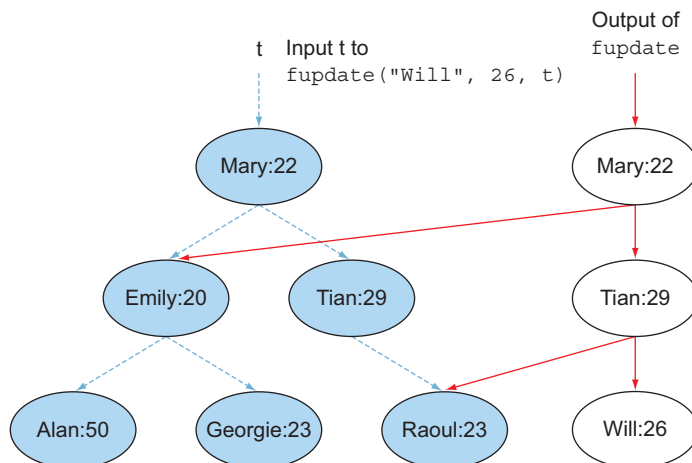 t
Input t to
fupdate("Will", 26, t)
Output of
fupdate
Mary:22
Mary:22
Emily:20
Tian:29
Tian:29
Alan:50
Georgie:23
Raoul:23
Will:26